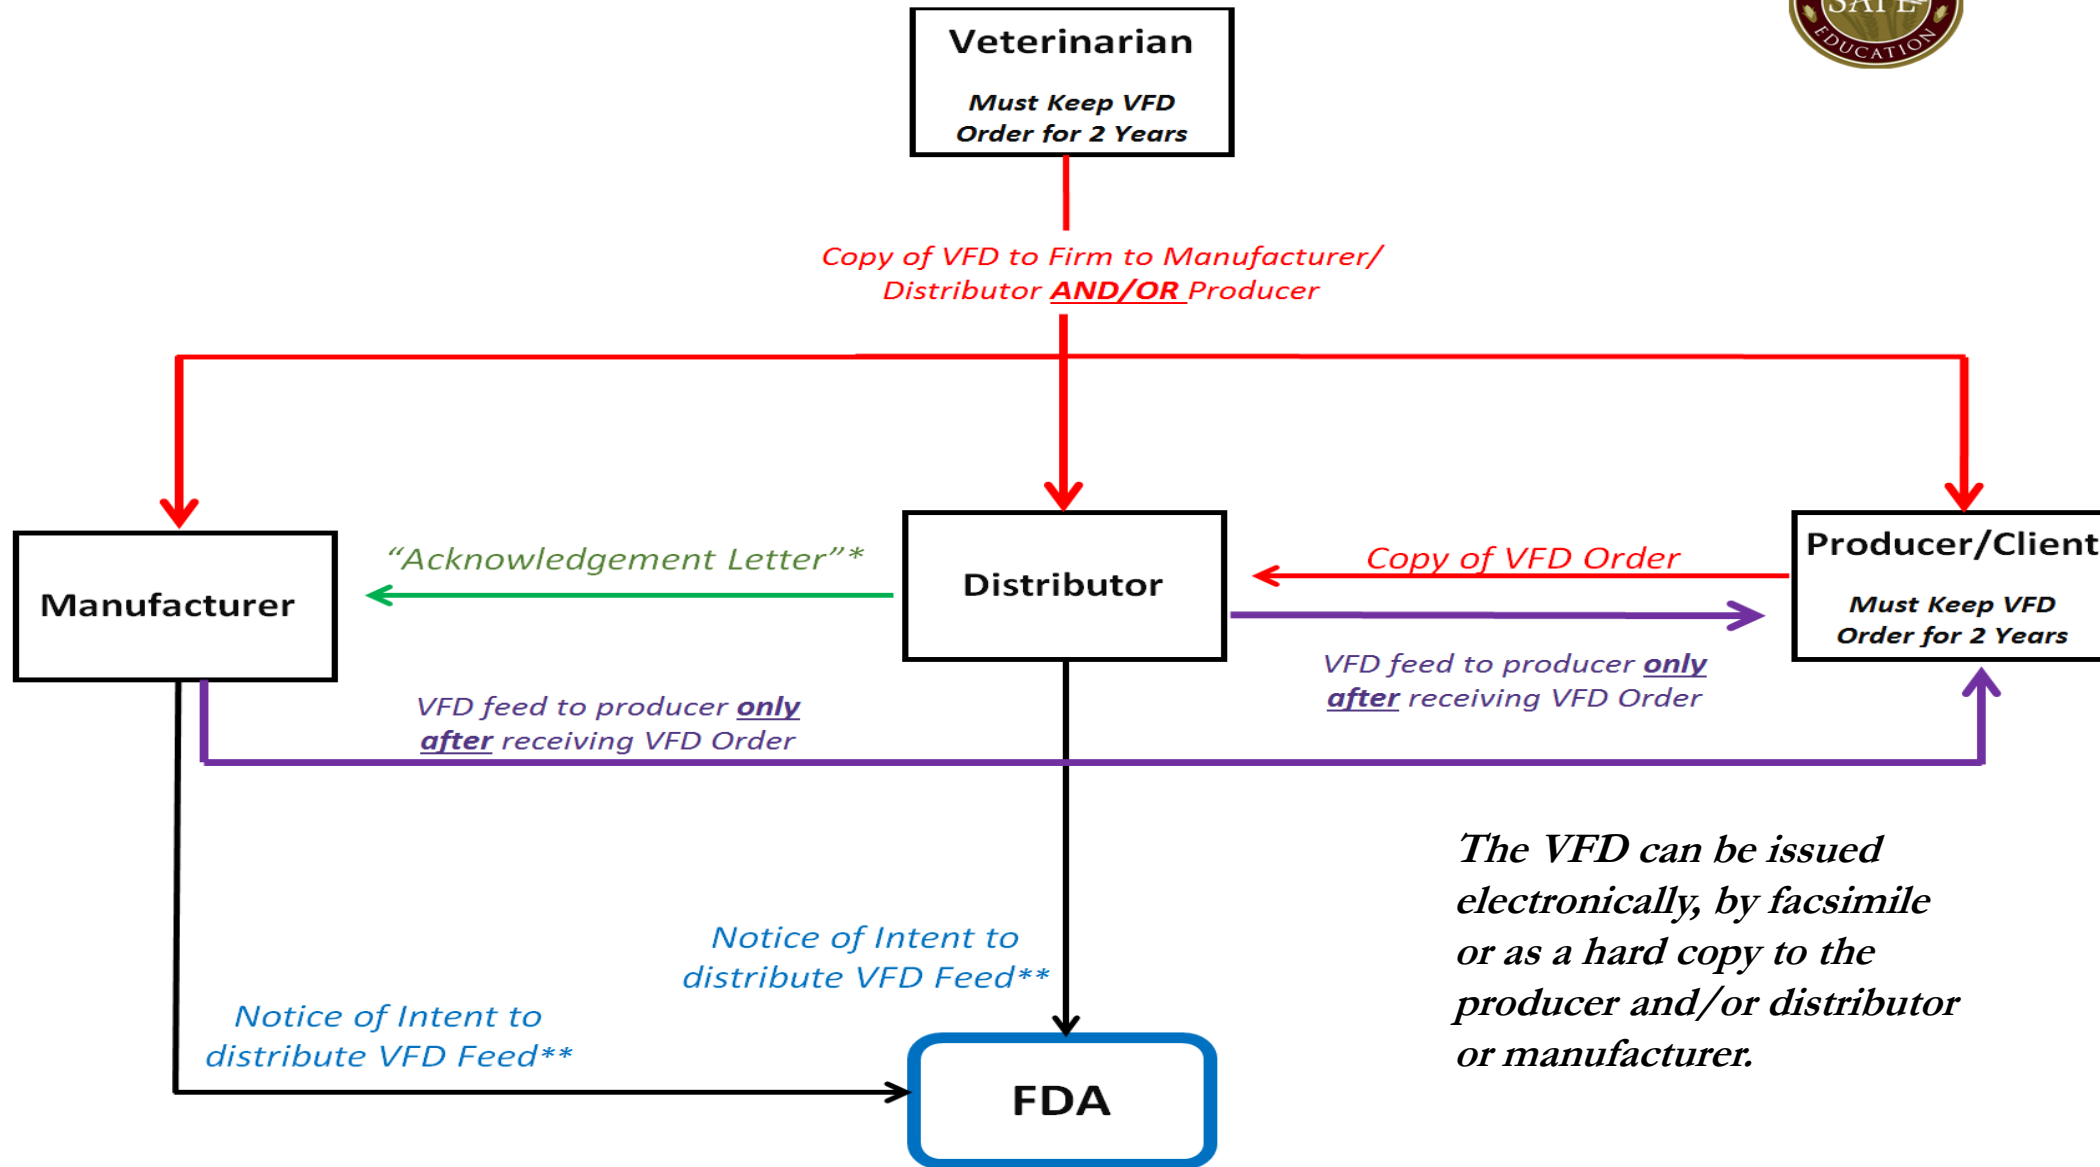 SAFE
EDUCATION
Veterinarian
Must Keep VFD
Order for 2 Years
Copy of VFD to Firm to Manufacturer/
Distributor AND/OR Producer
Manufacturer
“Acknowledgement Letter”*
Distributor
Copy of VFD Order
Producer/Client
Must Keep VFD
Order for 2 Years
VFD feed to producer only
after receiving VFD Order
VFD feed to producer only
after receiving VFD Order
The VFD can be issued
electronically, by facsimile
or as a hard copy to the
producer and/or distributor
or manufacturer.
Notice of Intent to
distribute VFD Feed**
Notice of Intent to
distribute VFD Feed**
FDA